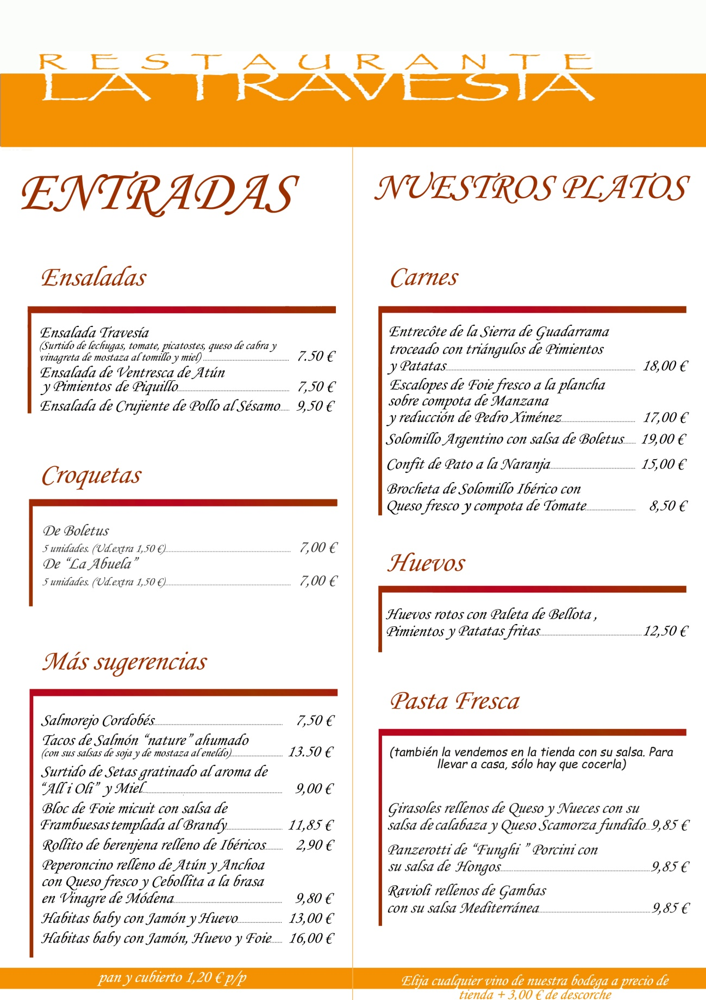 RESTAURANTE
LA TRAVESIA
ENTRADAS
Ensaladas
Ensalada Travesía
(Surtido de lechugas, tomate, picatostes, queso de cabra y
vinagreta de mostaza al tomillo y miel) 7.50 €
Ensalada de Ventresca de Atún
y Pimientos de Piquillo 7,50 €
Ensalada de Crujiente de Pollo al Sésamo 9,50 €
Croquetas
De Boletus
5 unidades. (Ud.extra 1,50 €) 7,00 €
De “La Abuela”
5 unidades. (Ud.extra 1,50 €) 7,00 €
Más sugerencias
Salmorejo Cordobés 7,50 €
Tacos de Salmón “nature” ahumado
(con sus salsas de soja y de mostaza al eneldo) 13.50 €
Surtido de Setas gratinado al aroma de
“All i Oli” y Miel 9,00 €
Bloc de Foie micuit con salsa de
Frambuesas templada al Brandy 11,85 €
Rollito de berenjena relleno de Ibéricos 2,90 €
Peperoncino relleno de Atún y Anchoa
con Queso fresco y Cebollita a la brasa
en Vinagre de Módena 9,80 €
Habitas baby con Jamón y Huevo 13,00 €
Habitas baby con Jamón, Huevo y Foie 16,00 €
pan y cubierto 1,20 € p/p
NUESTROS PLATOS
Carnes
Entrecôte de la Sierra de Guadarrama
troceado con triángulos de Pimientos
y Patatas 18,00 €
Escalopes de Foie fresco a la plancha
sobre compota de Manzana
y reducción de Pedro Ximénez 17,00 €
Solomillo Argentino con salsa de Boletus 19,00 €
Confit de Pato a la Naranja 15,00 €
Brocheta de Solomillo Ibérico con
Queso fresco y compota de Tomate 8,50 €
Huevos
Huevos rotos con Paleta de Bellota ,
Pimientos y Patatas fritas 12,50 €
Pasta Fresca
(también la vendemos en la tienda con su salsa. Para
llevar a casa, sólo hay que cocerla)
Girasoles rellenos de Queso y Nueces con su
salsa de calabaza y Queso Scamorza fundido 9,85 €
Panzerotti de “Funghi ” Porcini con
su salsa de Hongos 9,85 €
Ravioli rellenos de Gambas
con su salsa Mediterránea 9,85 €
Elija cualquier vino de nuestra bodega a precio de
tienda + 3,00 € de descorche